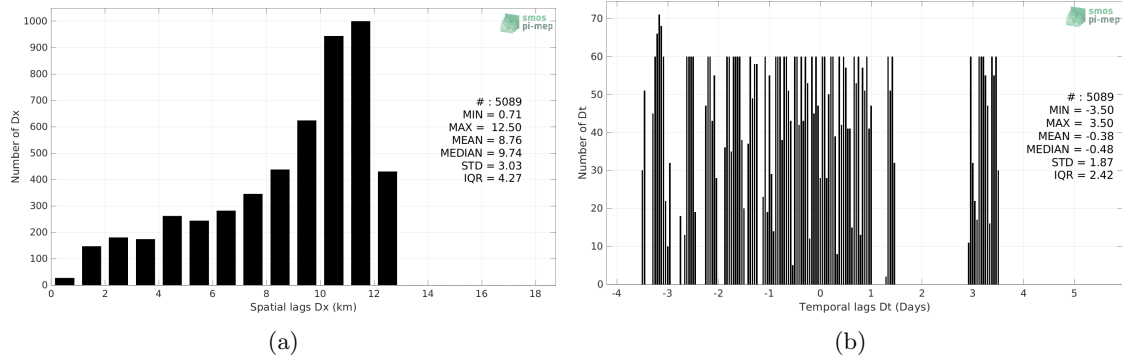 1000
900
800
700
600
500
400
300
200
100
0
0 2 4 6 8 10 12 14 16 18
Number of Dx
Spatial lags Dx (km)
# : 5089
MIN = 0.71
MAX = 12.50
MEAN = 8.76
MEDIAN = 9.74
STD = 3.03
IQR = 4.27
smos
pi-mep
(a)
70
60
50
40
30
20
10
0
-4 -3 -2 -1 0 1 2 3 4 5
Number of Dt
Temporal lags Dt (Days)
# : 5089
MIN = -3.50
MAX = 3.50
MEAN = -0.38
MEDIAN = -0.48
STD = 1.87
IQR = 2.42
smos
pi-mep
(b)